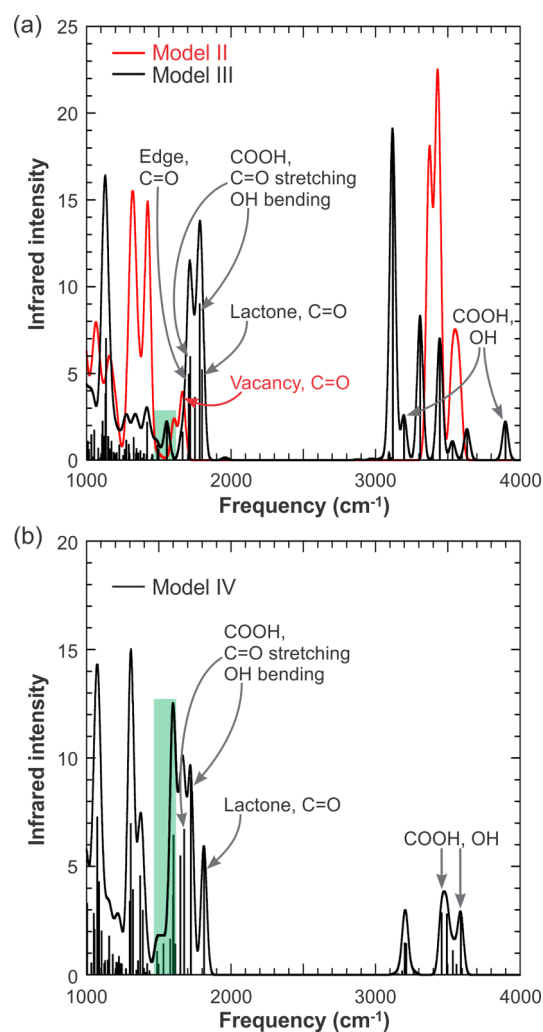 (a)
25
20
15
10
5
0
Infrared intensity
Model II
Model III
Edge,
C=O
COOH,
C=O stretching
OH bending
Lactone, C=O
Vacancy, C=O
COOH,
OH
1000 2000 3000 4000
Frequency (cm-1)
(b)
20
15
10
5
0
Infrared intensity
Model IV
COOH,
C=O stretching
OH bending
Lactone, C=O
COOH, OH
1000 2000 3000 4000
Frequency (cm-1)